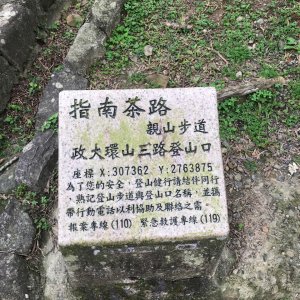 指南茶路
親山步道
政大環山三路登山口
座標 X:307362 Y:2763875
為了您的安全，登山健行請結伴同行
，熟記登山步道與登山口名稱，並攜
帶行動電話以利協助及聯絡之需。
報案專線(110) 緊急救護專線(119)